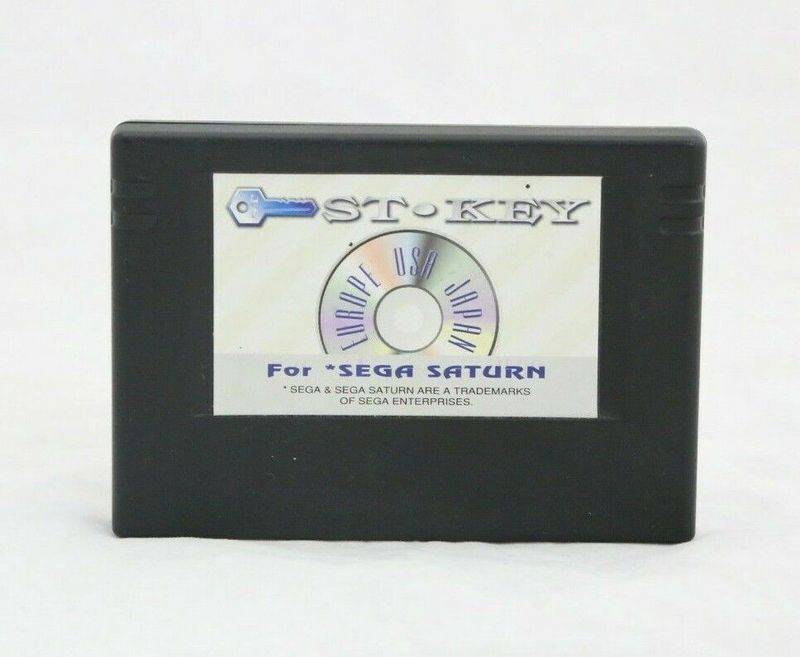 ST•KEY
EUROPE USA JAPAN
For *SEGA SATURN
* SEGA & SEGA SATURN ARE A TRADEMARKS
OF SEGA ENTERPRISES.